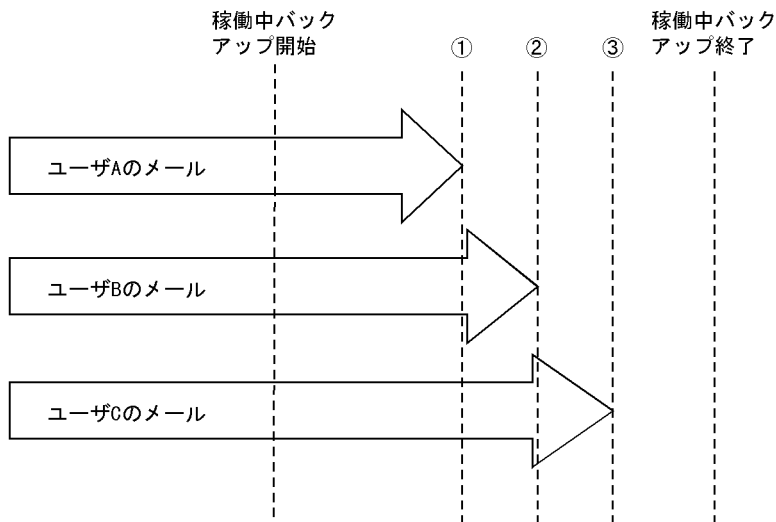 稼働中バック
アップ開始
①
②
③
稼働中バック
アップ終了
ユーザAのメール
ユーザBのメール
ユーザCのメール